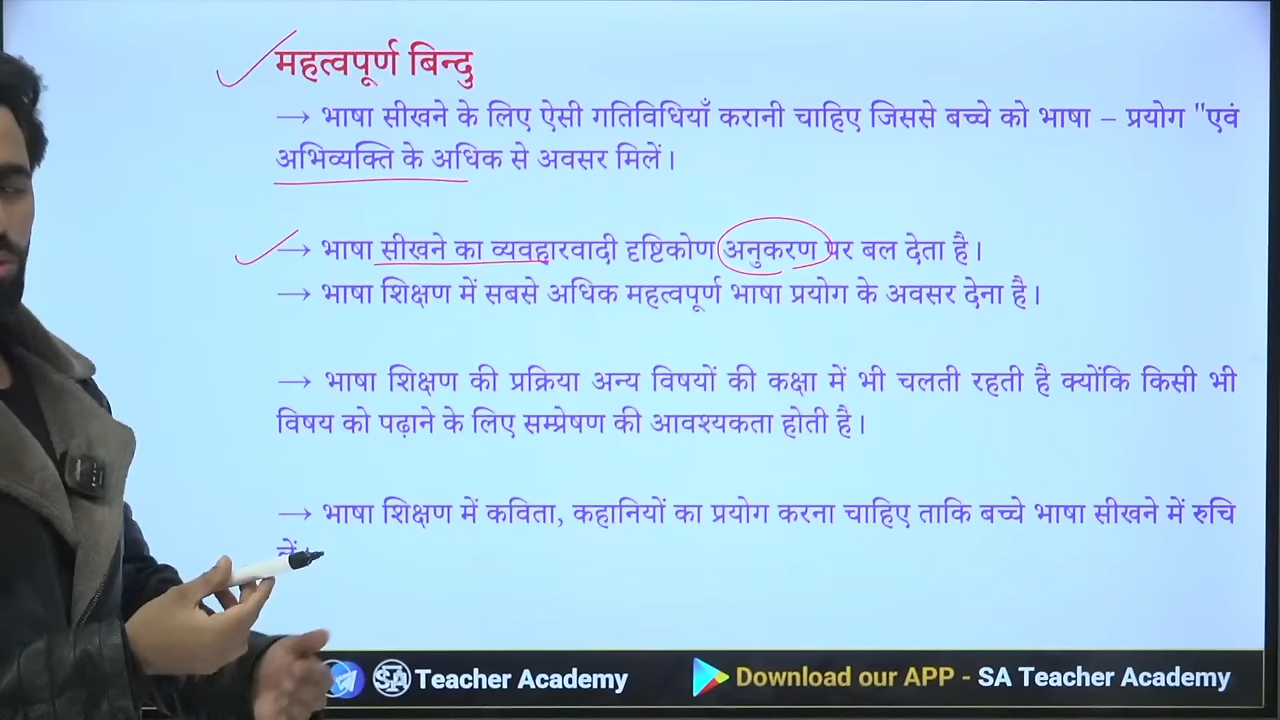 महत्वपूर्ण बिन्दु
→ भाषा सीखने के लिए ऐसी गतिविधियाँ करानी चाहिए जिससे बच्चे को भाषा – प्रयोग "एवं
अभिव्यक्ति के अधिक से अवसर मिलें।
→ भाषा सीखने का व्यवहारवादी दृष्टिकोण अनुकरण पर बल देता है।
→ भाषा शिक्षण में सबसे अधिक महत्वपूर्ण भाषा प्रयोग के अवसर देना है।
→ भाषा शिक्षण की प्रक्रिया अन्य विषयों की कक्षा में भी चलती रहती है क्योंकि किसी भी
विषय को पढ़ाने के लिए सम्प्रेषण की आवश्यकता होती है।
→ भाषा शिक्षण में कविता, कहानियों का प्रयोग करना चाहिए ताकि बच्चे भाषा सीखने में रुचि
SA Teacher Academy Download our APP - SA Teacher Academy